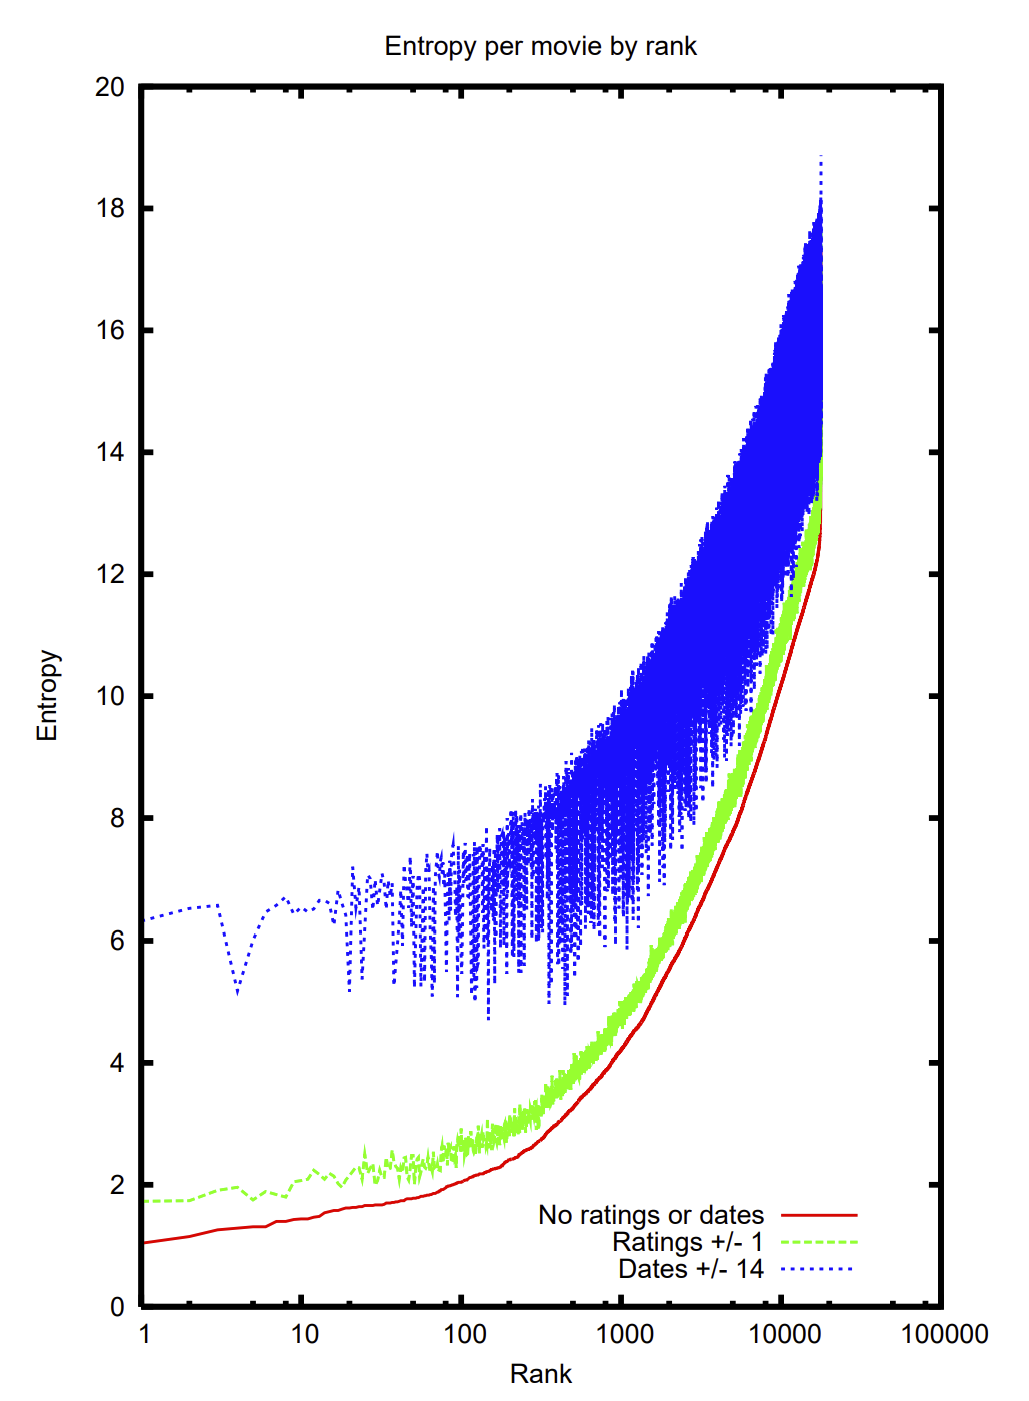 Entropy per movie by rank
20
18
16
14
12
10
8
6
4
2
0
Entropy
No ratings or dates
Ratings +/- 1
Dates +/- 14
1 10 100 1000 10000 100000
Rank